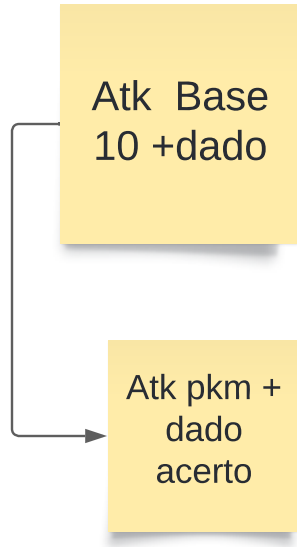 Atk  Base
10 +dado
Atk pkm +
dado
acerto